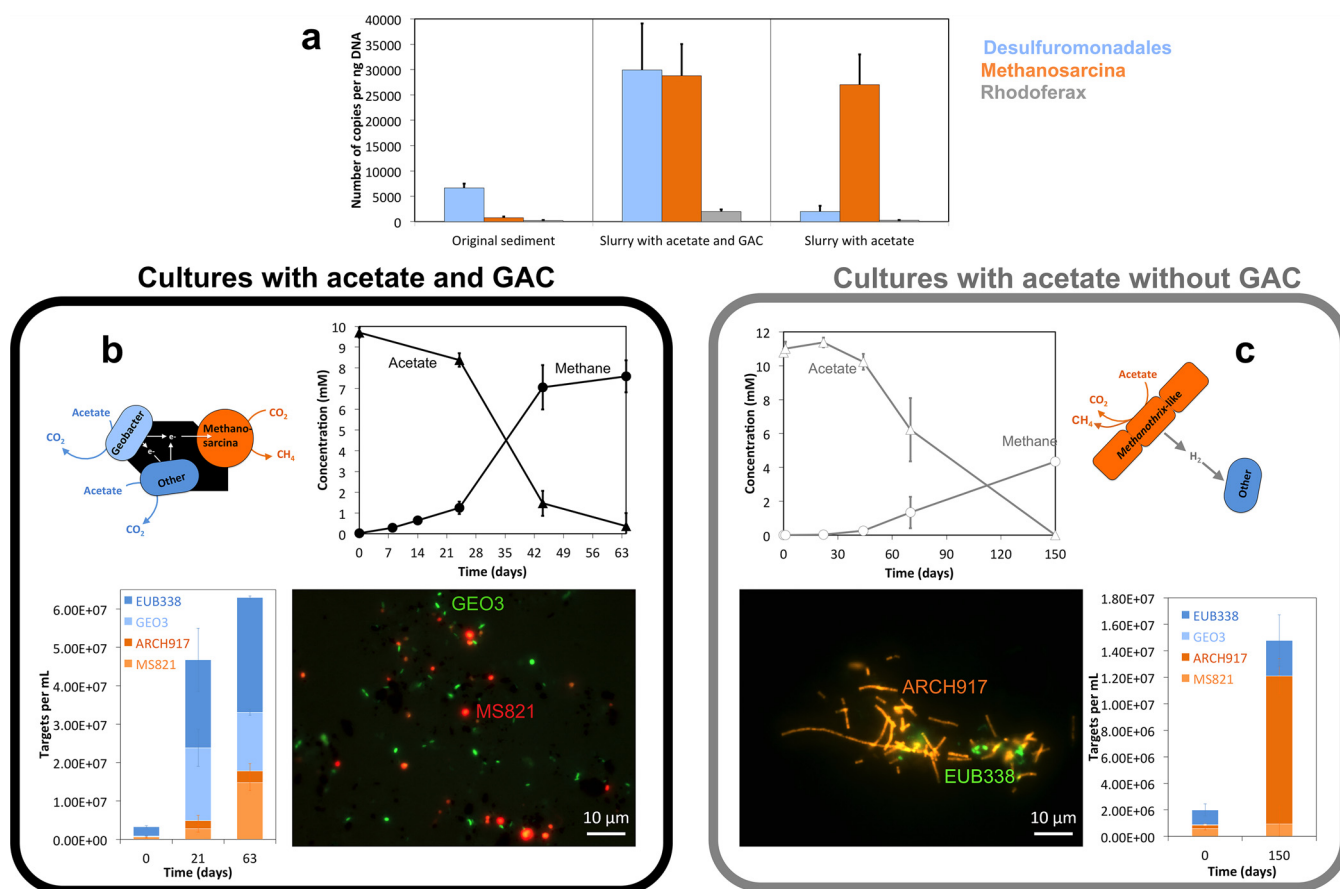 a
Number of copies per ng DNA
40000
35000
30000
25000
20000
15000
10000
5000
0
Original sediment
Slurry with acetate and GAC
Slurry with acetate
Desulfuromonadales
Methanosarcina
Rhodoferax
Cultures with acetate and GAC
b
Acetate
CO2
Geobacter
e-
e-
Methano-
sarcina
CO2
CH4
Other
Acetate
CO2
Concentration (mM)
10
9
8
7
6
5
4
3
2
1
0
Acetate
Methane
0 7 14 21 28 35 42 49 56 63
Time (days)
Targets per mL
6.00E+07
5.00E+07
4.00E+07
3.00E+07
2.00E+07
1.00E+07
0.00E+00
EUB338
GEO3
ARCH917
MS821
0 21 63
Time (days)
GEO3
MS821
10 µm
Cultures with acetate without GAC
c
Concentration (mM)
12
10
8
6
4
2
0
Acetate
Methane
0 30 60 90 120 150
Time (days)
Acetate
CO2
CH4
Methanothrix-like
H2
Other
ARCH917
EUB338
10 µm
Targets per mL
1.80E+07
1.60E+07
1.40E+07
1.20E+07
1.00E+07
8.00E+06
6.00E+06
4.00E+06
2.00E+06
0.00E+00
EUB338
GEO3
ARCH917
MS821
0 150
Time (days)